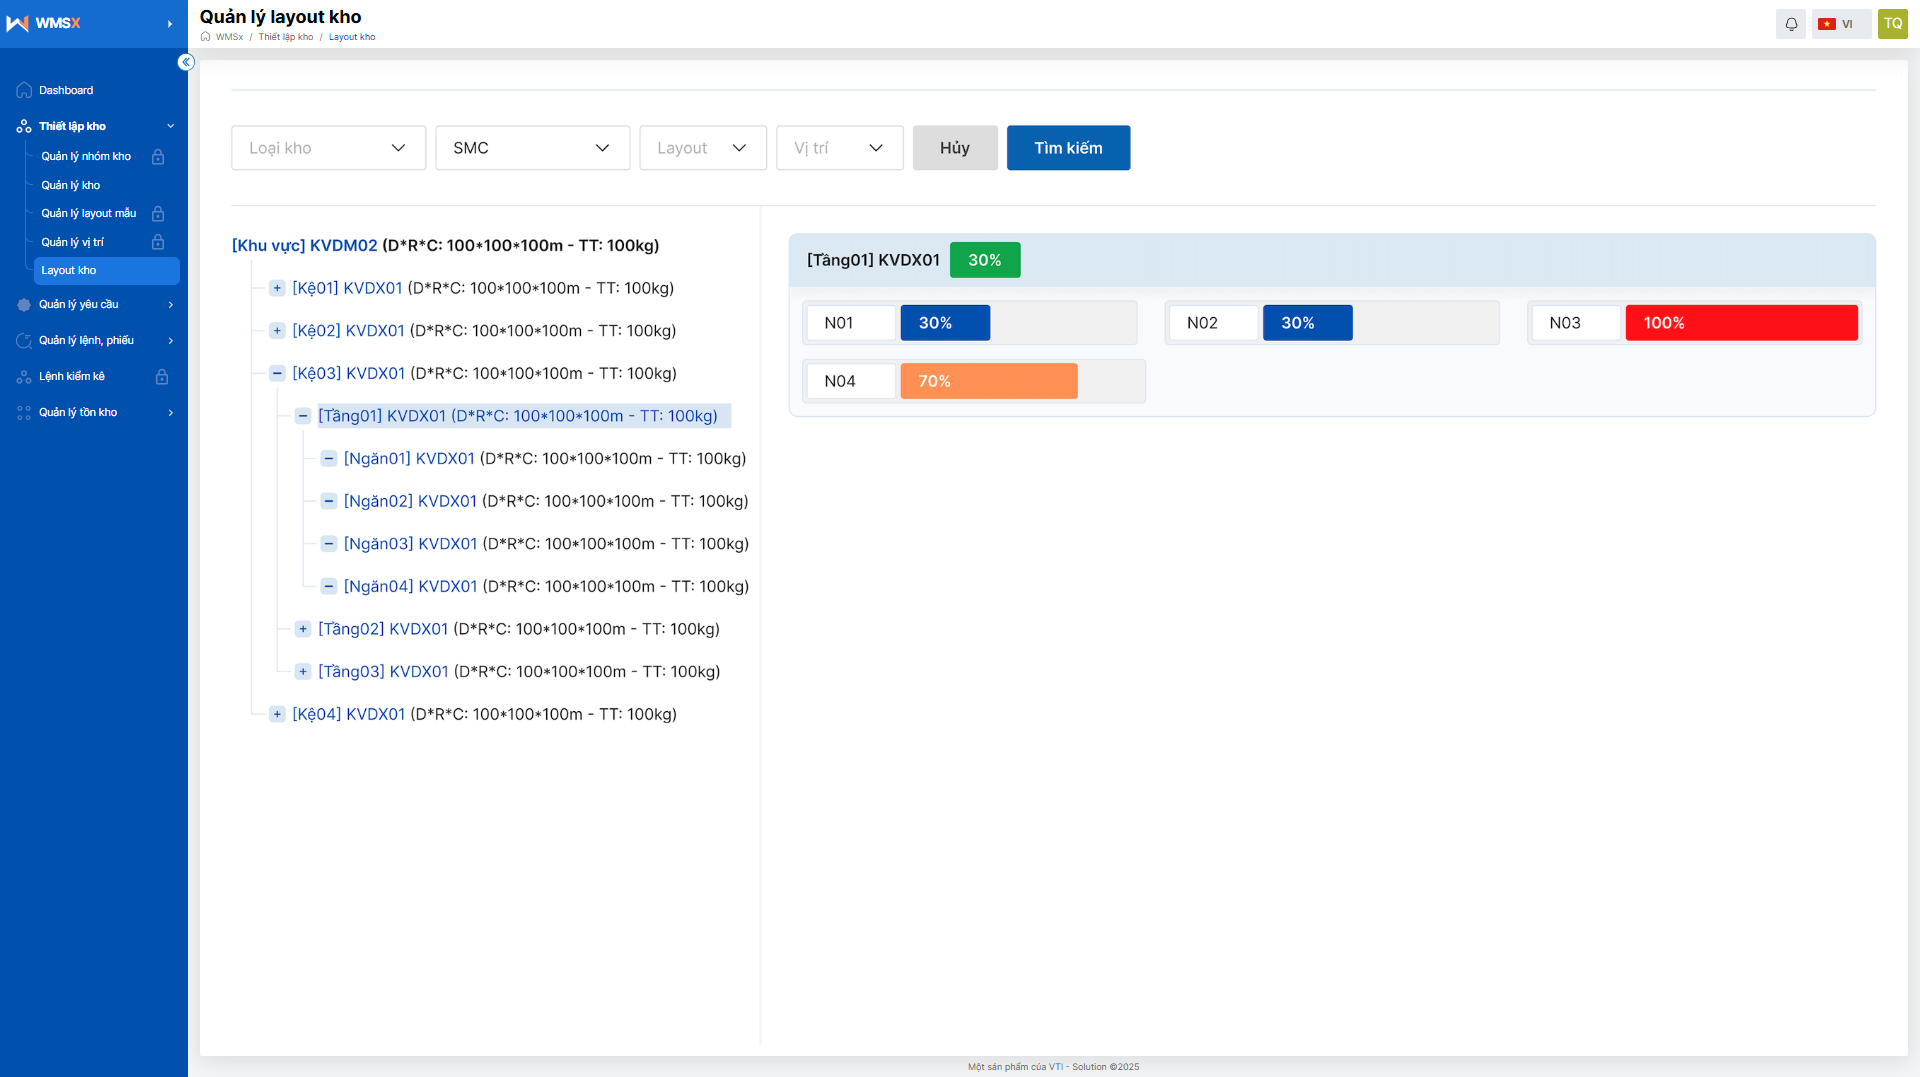 WMSX
Quản lý layout kho
WMSx / Thiết lập kho / Layout kho
VI
TQ
Dashboard
Thiết lập kho
Quản lý nhóm kho
Quản lý kho
Quản lý layout mẫu
Quản lý vị trí
Layout kho
Quản lý yêu cầu
Quản lý lệnh, phiếu
Lệnh kiểm kê
Quản lý tồn kho
Loại kho
SMC
Layout
Vị trí
Hủy
Tìm kiếm
[Khu vực] KVDM02 (D*R*C: 100*100*100m - TT: 100kg)
[Kệ01] KVDX01 (D*R*C: 100*100*100m - TT: 100kg)
[Kệ02] KVDX01 (D*R*C: 100*100*100m - TT: 100kg)
[Kệ03] KVDX01 (D*R*C: 100*100*100m - TT: 100kg)
[Tầng01] KVDX01 (D*R*C: 100*100*100m - TT: 100kg)
[Ngăn01] KVDX01 (D*R*C: 100*100*100m - TT: 100kg)
[Ngăn02] KVDX01 (D*R*C: 100*100*100m - TT: 100kg)
[Ngăn03] KVDX01 (D*R*C: 100*100*100m - TT: 100kg)
[Ngăn04] KVDX01 (D*R*C: 100*100*100m - TT: 100kg)
[Tầng02] KVDX01 (D*R*C: 100*100*100m - TT: 100kg)
[Tầng03] KVDX01 (D*R*C: 100*100*100m - TT: 100kg)
[Kệ04] KVDX01 (D*R*C: 100*100*100m - TT: 100kg)
[Tầng01] KVDX01 30%
N01 30% N02 30% N03 100%
N04 70%
Một sản phẩm của VTI - Solution ©2025